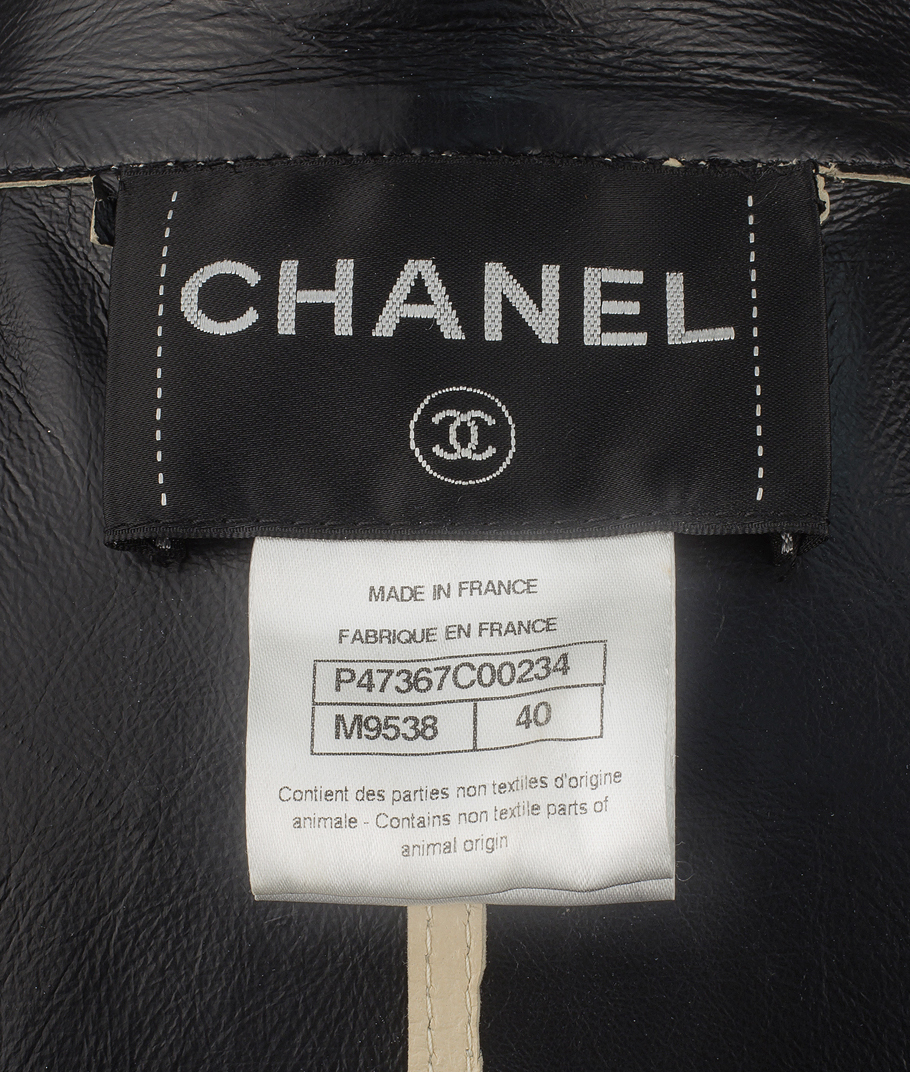 CHANEL
MADE IN FRANCE
FABRIQUE EN FRANCE
P47367C00234
M9538 40
Contient des parties non textiles d'origine
animale - Contains non textile parts of
animal origin